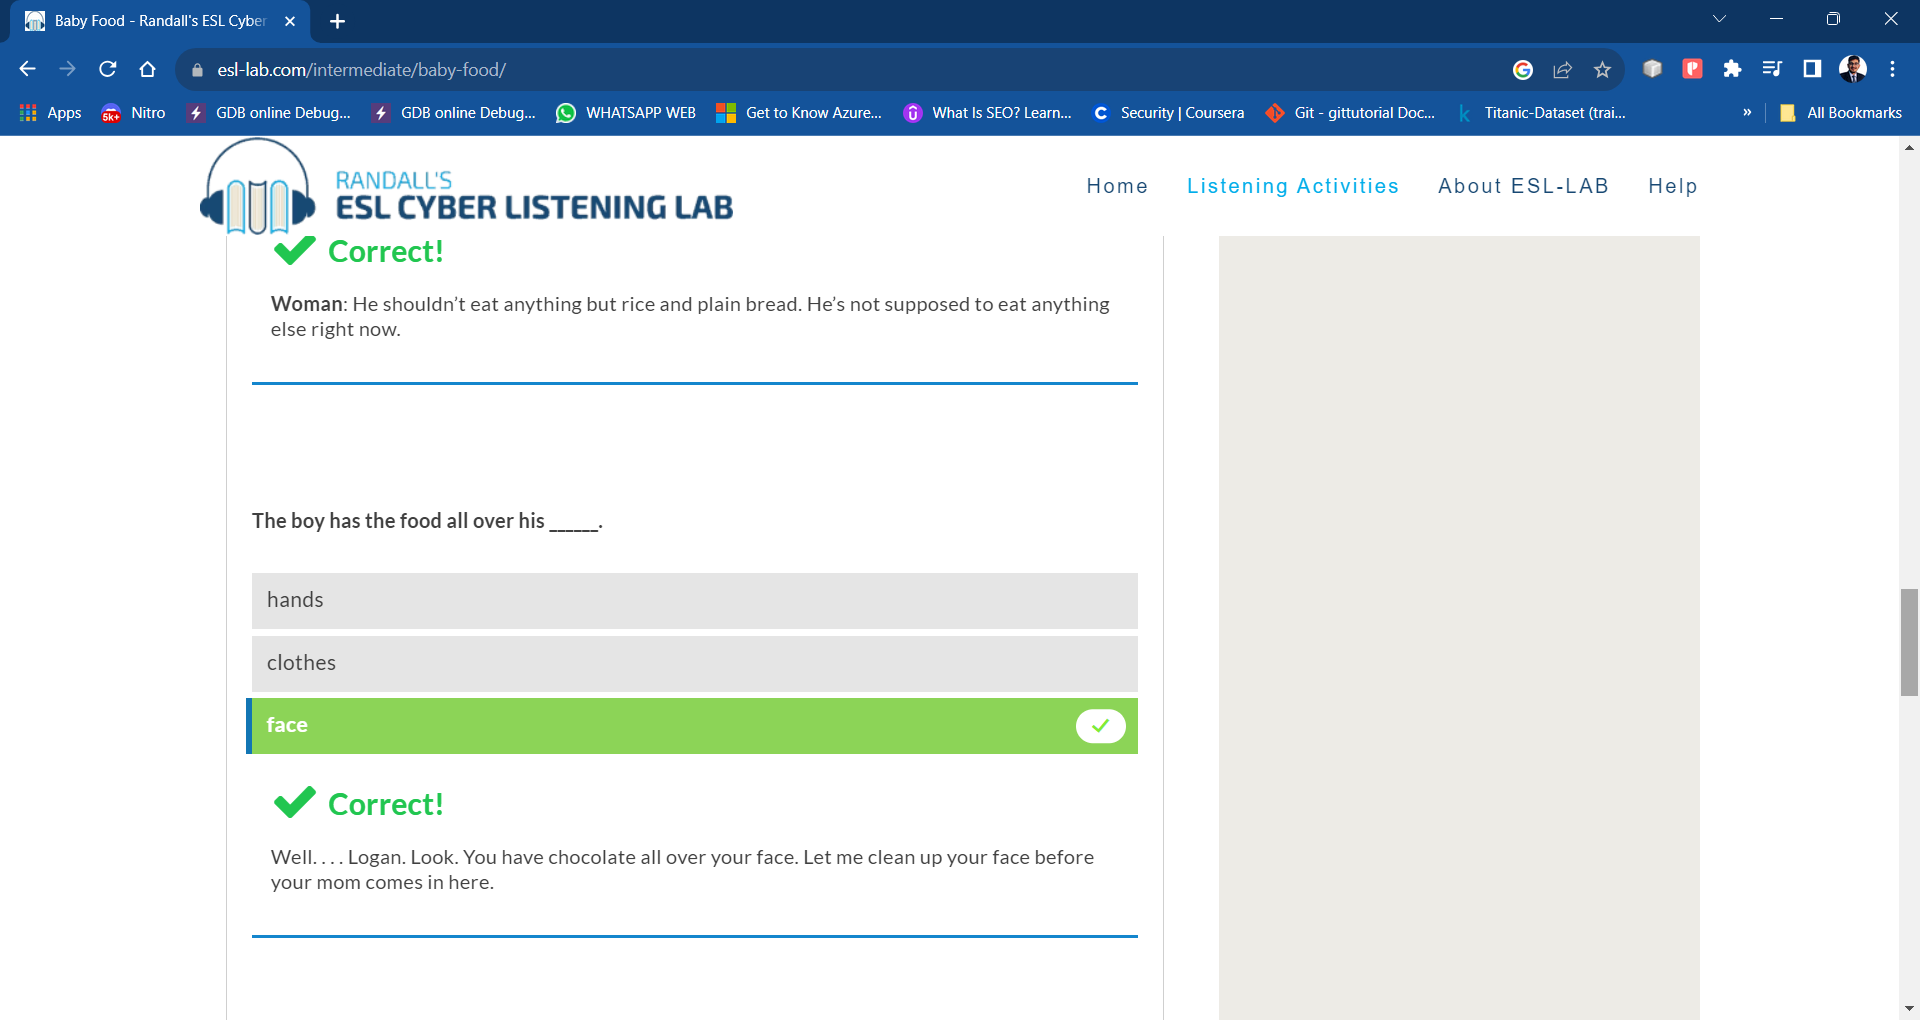 Baby Food - Randall's ESL Cyber
esl-lab.com/intermediate/baby-food/
Apps 5k+ Nitro GDB online Debug... GDB online Debug... WHATSAPP WEB Get to Know Azure... What Is SEO? Learn... Security | Coursera Git - gittutorial Doc... k Titanic-Dataset (trai... » All Bookmarks
RANDALL'S
ESL CYBER LISTENING LAB
Home Listening Activities About ESL-LAB Help
Correct!
Woman: He shouldn’t eat anything but rice and plain bread. He’s not supposed to eat anything
else right now.
The boy has the food all over his ______.
hands
clothes
face
Correct!
Well. . . . Logan. Look. You have chocolate all over your face. Let me clean up your face before
your mom comes in here.